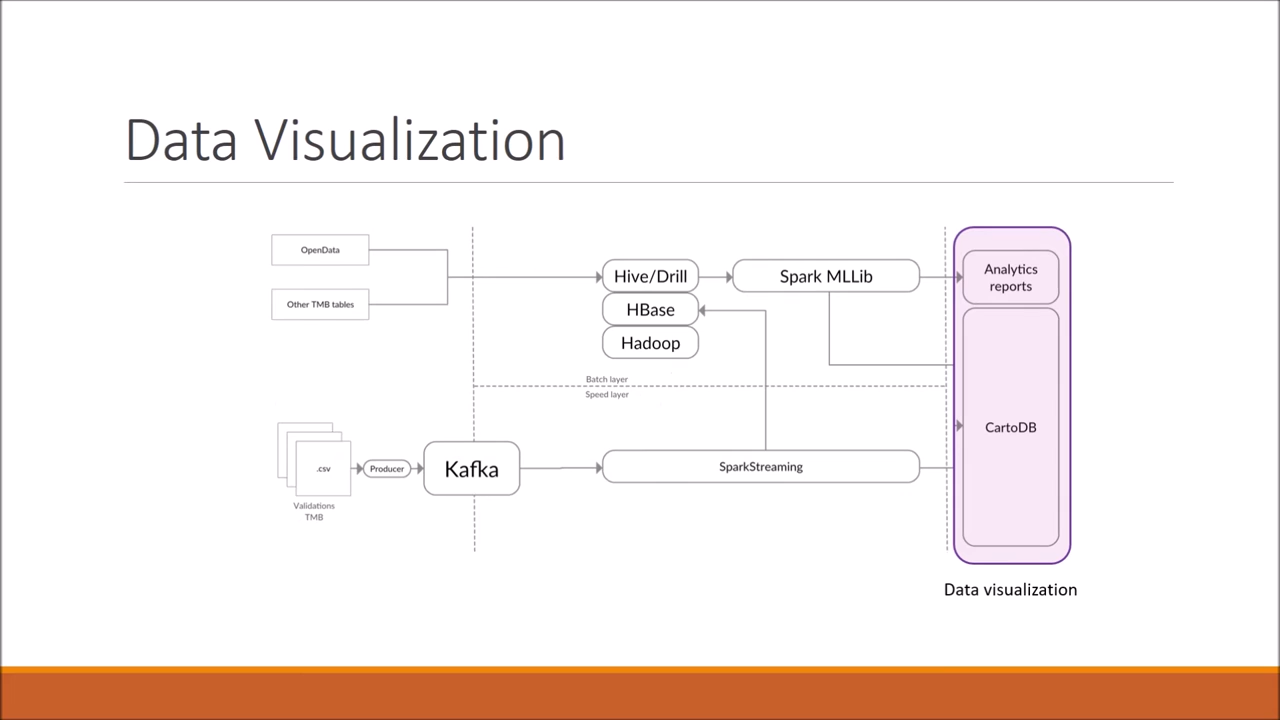 Data Visualization
OpenData
Other TMB tables
Hive/Drill
HBase
Hadoop
Spark MLLib
Analytics
reports
Batch layer
Speed layer
.csv
Validations
TMB
Producer
Kafka
SparkStreaming
CartoDB
Data visualization